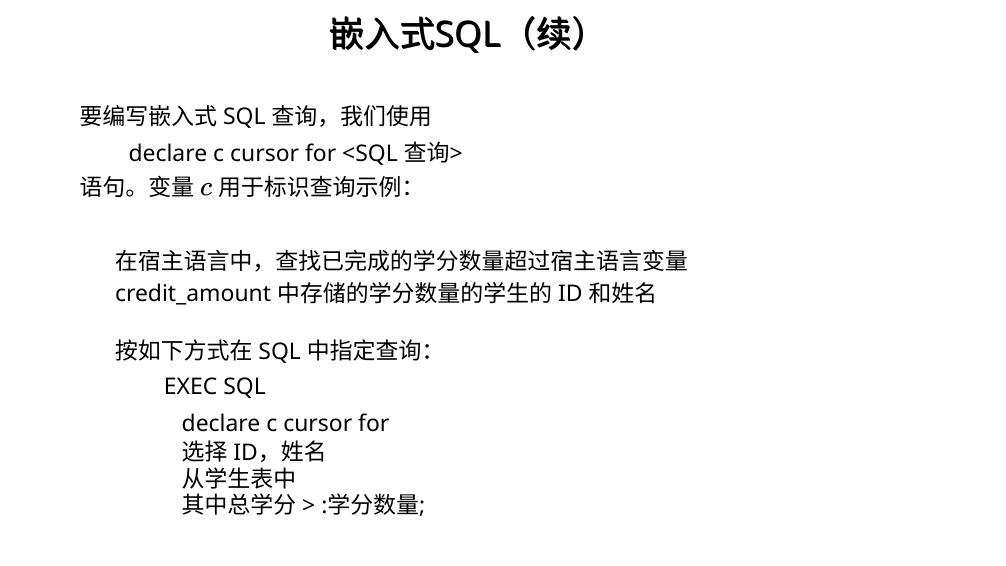 嵌入式SQL（续）
要编写嵌入式 SQL 查询，我们使用
declare c cursor for <SQL 查询>
语句。变量 c 用于标识查询示例：
在宿主语言中，查找已完成的学分数量超过宿主语言变量
credit_amount 中存储的学分数量的学生的 ID 和姓名
按如下方式在 SQL 中指定查询：
EXEC SQL
declare c cursor for
选择 ID，姓名
从学生表中
其中总学分 > :学分数量;